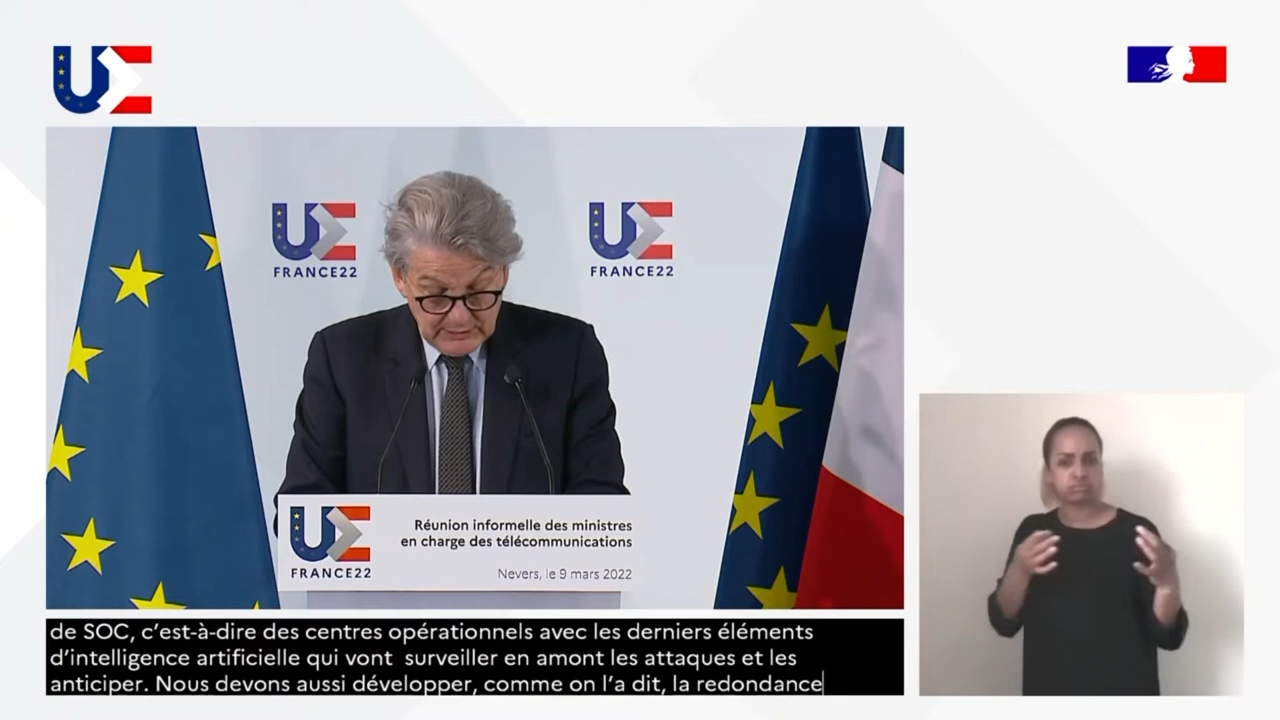 UE
UE
FRANCE22
UE
FRANCE22
UE
FRANCE22
Réunion informelle des ministres
en charge des télécommunications
Nevers, le 9 mars 2022
de SOC, c’est-à-dire des centres opérationnels avec les derniers éléments
d’intelligence artificielle qui vont surveiller en amont les attaques et les
anticiper. Nous devons aussi développer, comme on l’a dit, la redondance